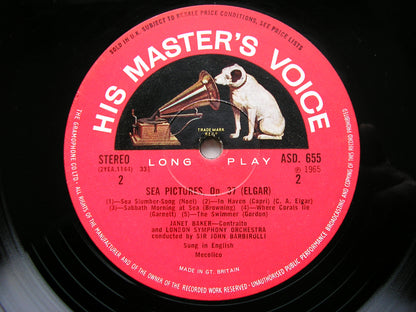 SOLD IN U.K. SUBJECT TO RESALE PRICE CONDITIONS, SEE PRICE LISTS
HIS MASTER'S VOICE
TRADE MARK
STEREO
LONG PLAY
ASD. 655
(2YEA.1144) 33⅓
℗ 1965
2
2
SEA PICTURES, Op. 37 (ELGAR)
(1)—Sea Slumber-Song (Noel) (2)—In Haven (Capri) (C. A. Elgar)
(3)—Sabbath Morning at Sea (Browning) (4)—Where Corals lie
(Garnett) (5)—The Swimmer (Gordon)
JANET BAKER—Contralto
and LONDON SYMPHONY ORCHESTRA
conducted by SIR JOHN BARBIROLLI
Sung in English
Mecolico
MADE IN GT. BRITAIN
THE GRAMOPHONE CO. LTD. ALL RIGHTS OF THE MANUFACTURER AND OF THE OWNER OF THE RECORDED WORK RESERVED. UNAUTHORISED PUBLIC PERFORMANCE BROADCASTING AND COPYING OF THIS RECORD PROHIBITED